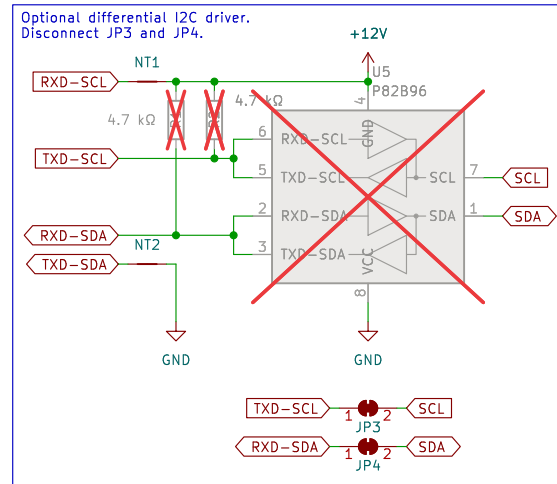 Optional differential I2C driver.
Disconnect JP3 and JP4.
+12V
NT1
U5
P82B96
RXD-SCL
4.7 kΩ
4.7 kΩ
4
GND
6
RXD-SCL
TXD-SCL
5
TXD-SCL
SCL
7
SCL
2
RXD-SDA
SDA
1
SDA
RXD-SDA
NT2
3
TXD-SDA
VCC
TXD-SDA
8
GND
GND
TXD-SCL
1
2
SCL
JP3
RXD-SDA
1
2
SDA
JP4